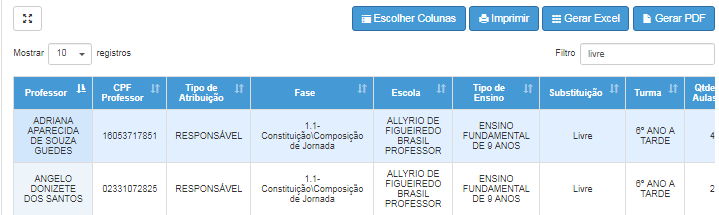 Escolher Colunas Imprimir Gerar Excel Gerar PDF
Mostrar 10 registros Filtro livre
Professor CPF Professor Tipo de Atribuição Fase Escola Tipo de Ensino Substituição Turma Qtde Aulas
ADRIANA APARECIDA DE SOUZA GUEDES 16053717851 RESPONSÁVEL 1.1-Constituição\Composição de Jornada ALLYRIO DE FIGUEIREDO BRASIL PROFESSOR ENSINO FUNDAMENTAL DE 9 ANOS Livre 6º ANO A TARDE 4
ANGELO DONIZETE DOS SANTOS 02331072825 RESPONSÁVEL 1.1-Constituição\Composição de Jornada ALLYRIO DE FIGUEIREDO BRASIL PROFESSOR ENSINO FUNDAMENTAL DE 9 ANOS Livre 6º ANO A TARDE 2